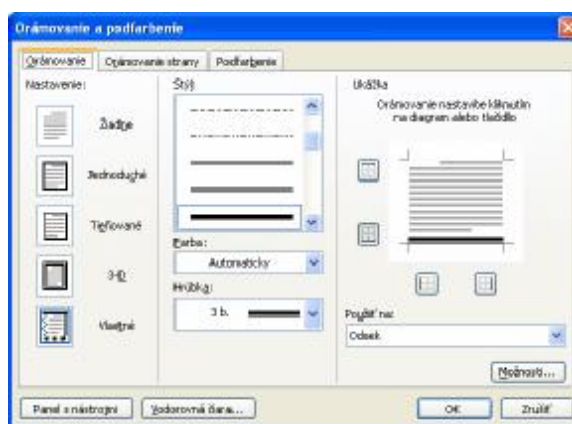 Orámovanie a podfarbenie
Orámovanie
Orámovanie strany
Podfarbenie
Nastavenie:
Žiadne
Jednoduché
Tieňované
3-D
Vlastné
Štýl:
Farba:
Automaticky
Hrúbka:
3 b.
Ukážka
Orámovanie nastavíte kliknutím
na diagram alebo tlačidlo
Použiť na:
Odsek
Možnosti...
Panel s nástrojmi
Vodorovná čiara...
OK
Zrušiť